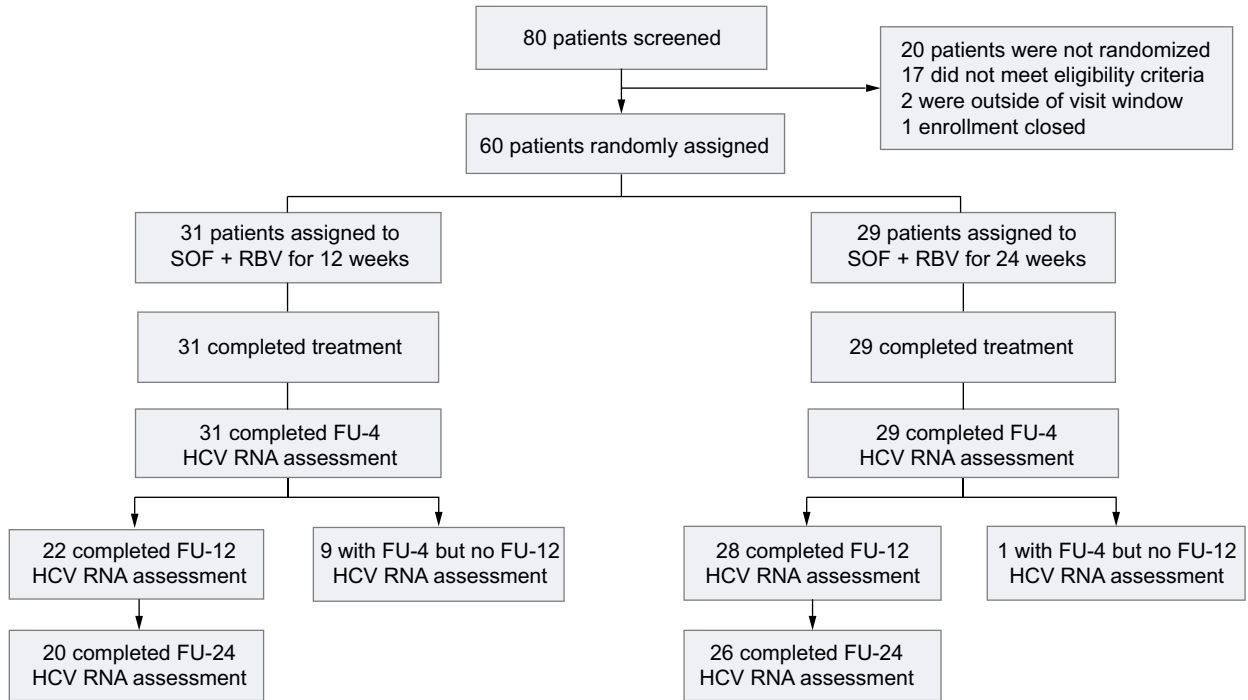 80 patients screened
20 patients were not randomized
17 did not meet eligibility criteria
2 were outside of visit window
1 enrollment closed
60 patients randomly assigned
31 patients assigned to
SOF + RBV for 12 weeks
29 patients assigned to
SOF + RBV for 24 weeks
31 completed treatment
29 completed treatment
31 completed FU-4
HCV RNA assessment
29 completed FU-4
HCV RNA assessment
22 completed FU-12
HCV RNA assessment
9 with FU-4 but no FU-12
HCV RNA assessment
28 completed FU-12
HCV RNA assessment
1 with FU-4 but no FU-12
HCV RNA assessment
20 completed FU-24
HCV RNA assessment
26 completed FU-24
HCV RNA assessment